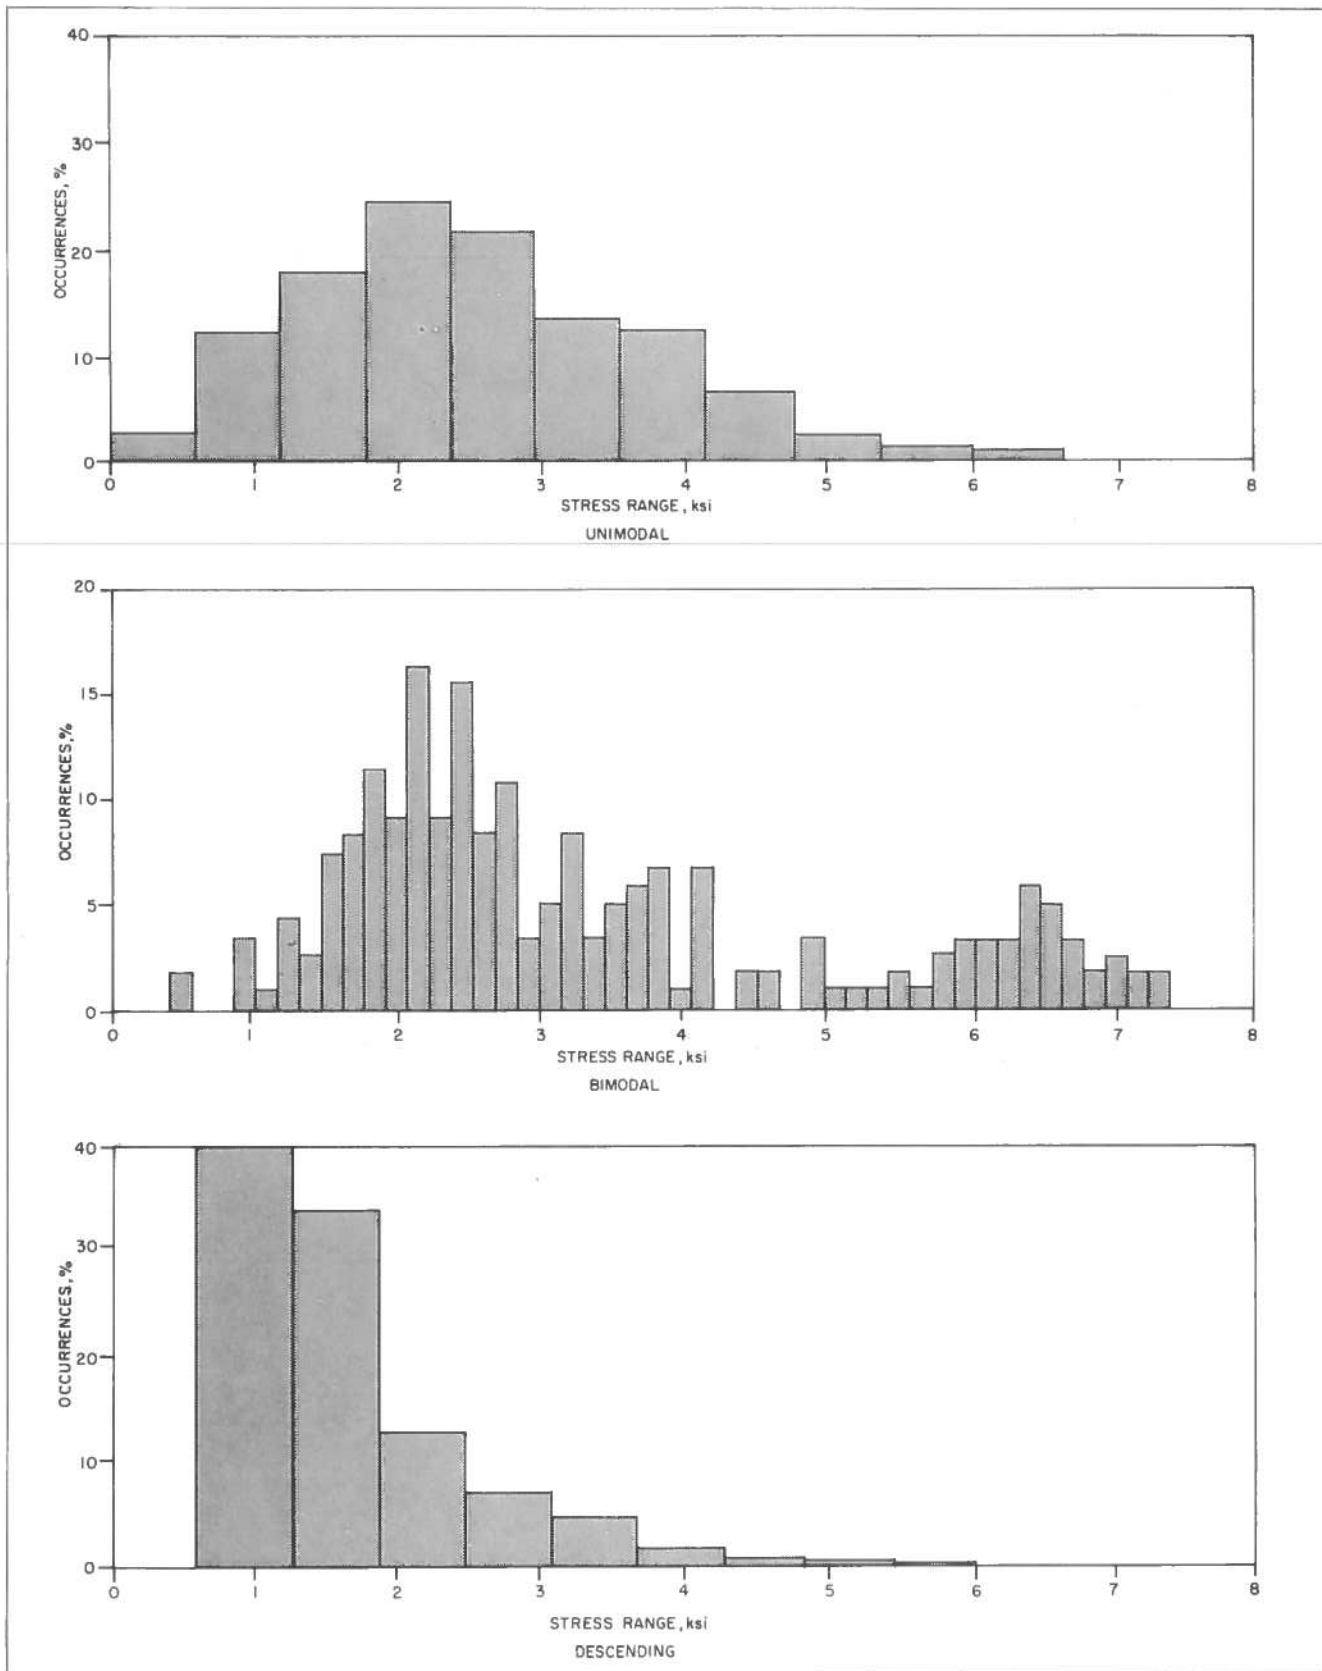 40
30
20
10
0
OCCURRENCES, %
0 1 2 3 4 5 6 7 8
STRESS RANGE, ksi
UNIMODAL
20
15
10
5
0
OCCURRENCES, %
0 1 2 3 4 5 6 7 8
STRESS RANGE, ksi
BIMODAL
40
30
20
10
0
OCCURRENCES, %
0 1 2 3 4 5 6 7 8
STRESS RANGE, ksi
DESCENDING